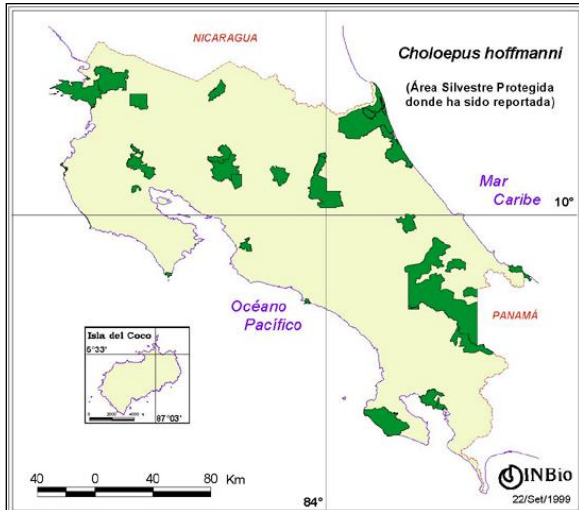 NICARAGUA
Choloepus hoffmanni
(Área Silvestre Protegida
donde ha sido reportada)
Mar
Caribe
10°
Océano
Pacífico
PANAMÁ
Isla del Coco
5°33'
87°03'
40 0 40 80 Km
84°
INBio
22/Set/1999